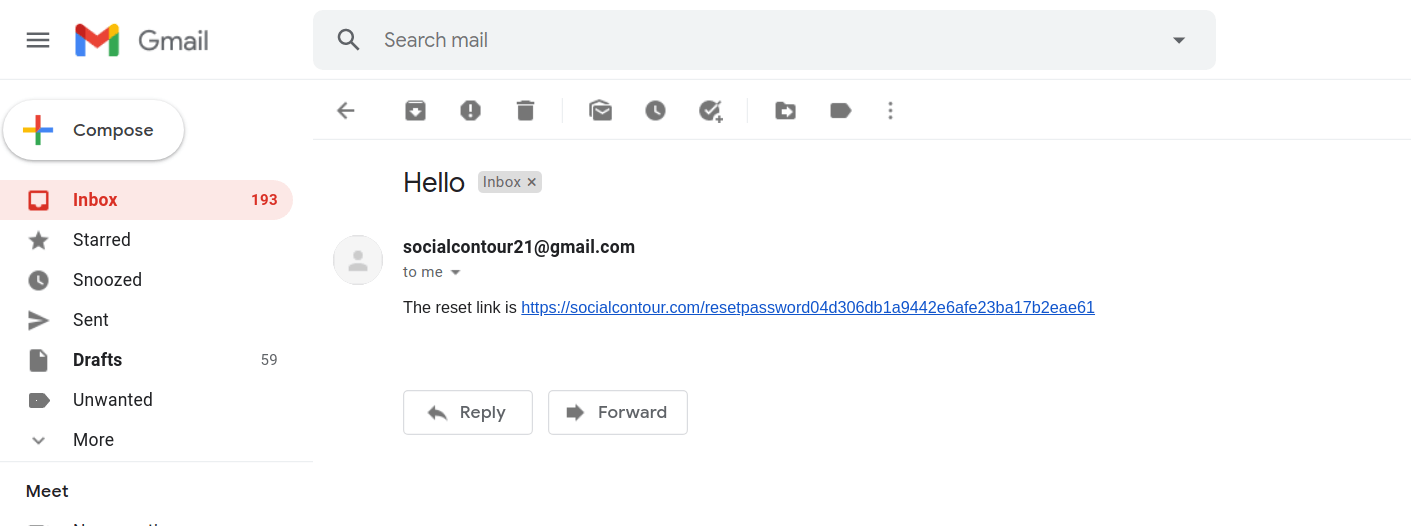 Gmail
Search mail
Compose
Inbox 193
Starred
Snoozed
Sent
Drafts 59
Unwanted
More
Meet
Hello Inbox ×
socialcontour21@gmail.com
to me
The reset link is https://socialcontour.com/resetpassword04d306db1a9442e6afe23ba17b2eae61
Reply Forward